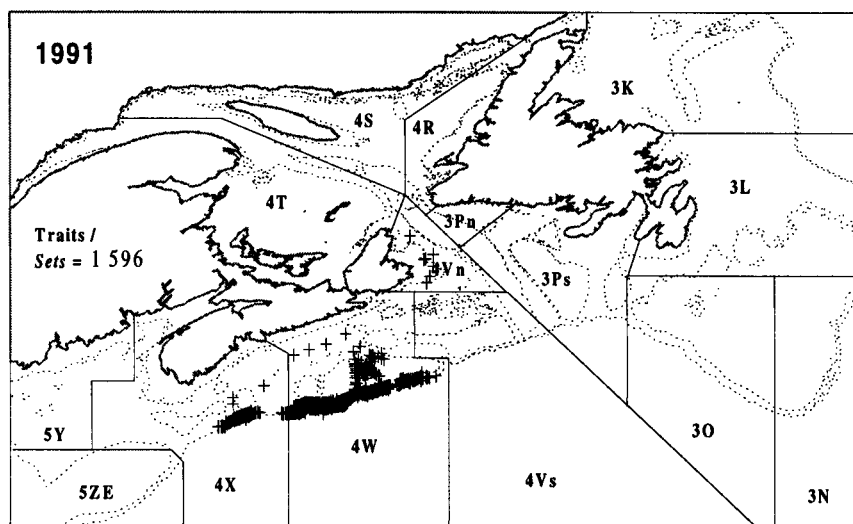 1991
3K
4S
4R
3L
4T
3Pn
Traits /
Sets = 1 596
4Vn
3Ps
5Y
3O
4W
5ZE
4X
4Vs
3N